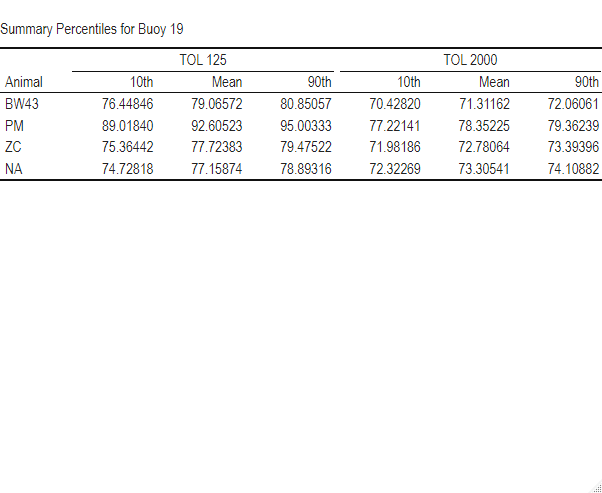 Summary Percentiles for Buoy 19
TOL 125 TOL 2000
Animal 10th Mean 90th 10th Mean 90th
BW43 76.44846 79.06572 80.85057 70.42820 71.31162 72.06061
PM 89.01840 92.60523 95.00333 77.22141 78.35225 79.36239
ZC 75.36442 77.72383 79.47522 71.98186 72.78064 73.39396
NA 74.72818 77.15874 78.89316 72.32269 73.30541 74.10882